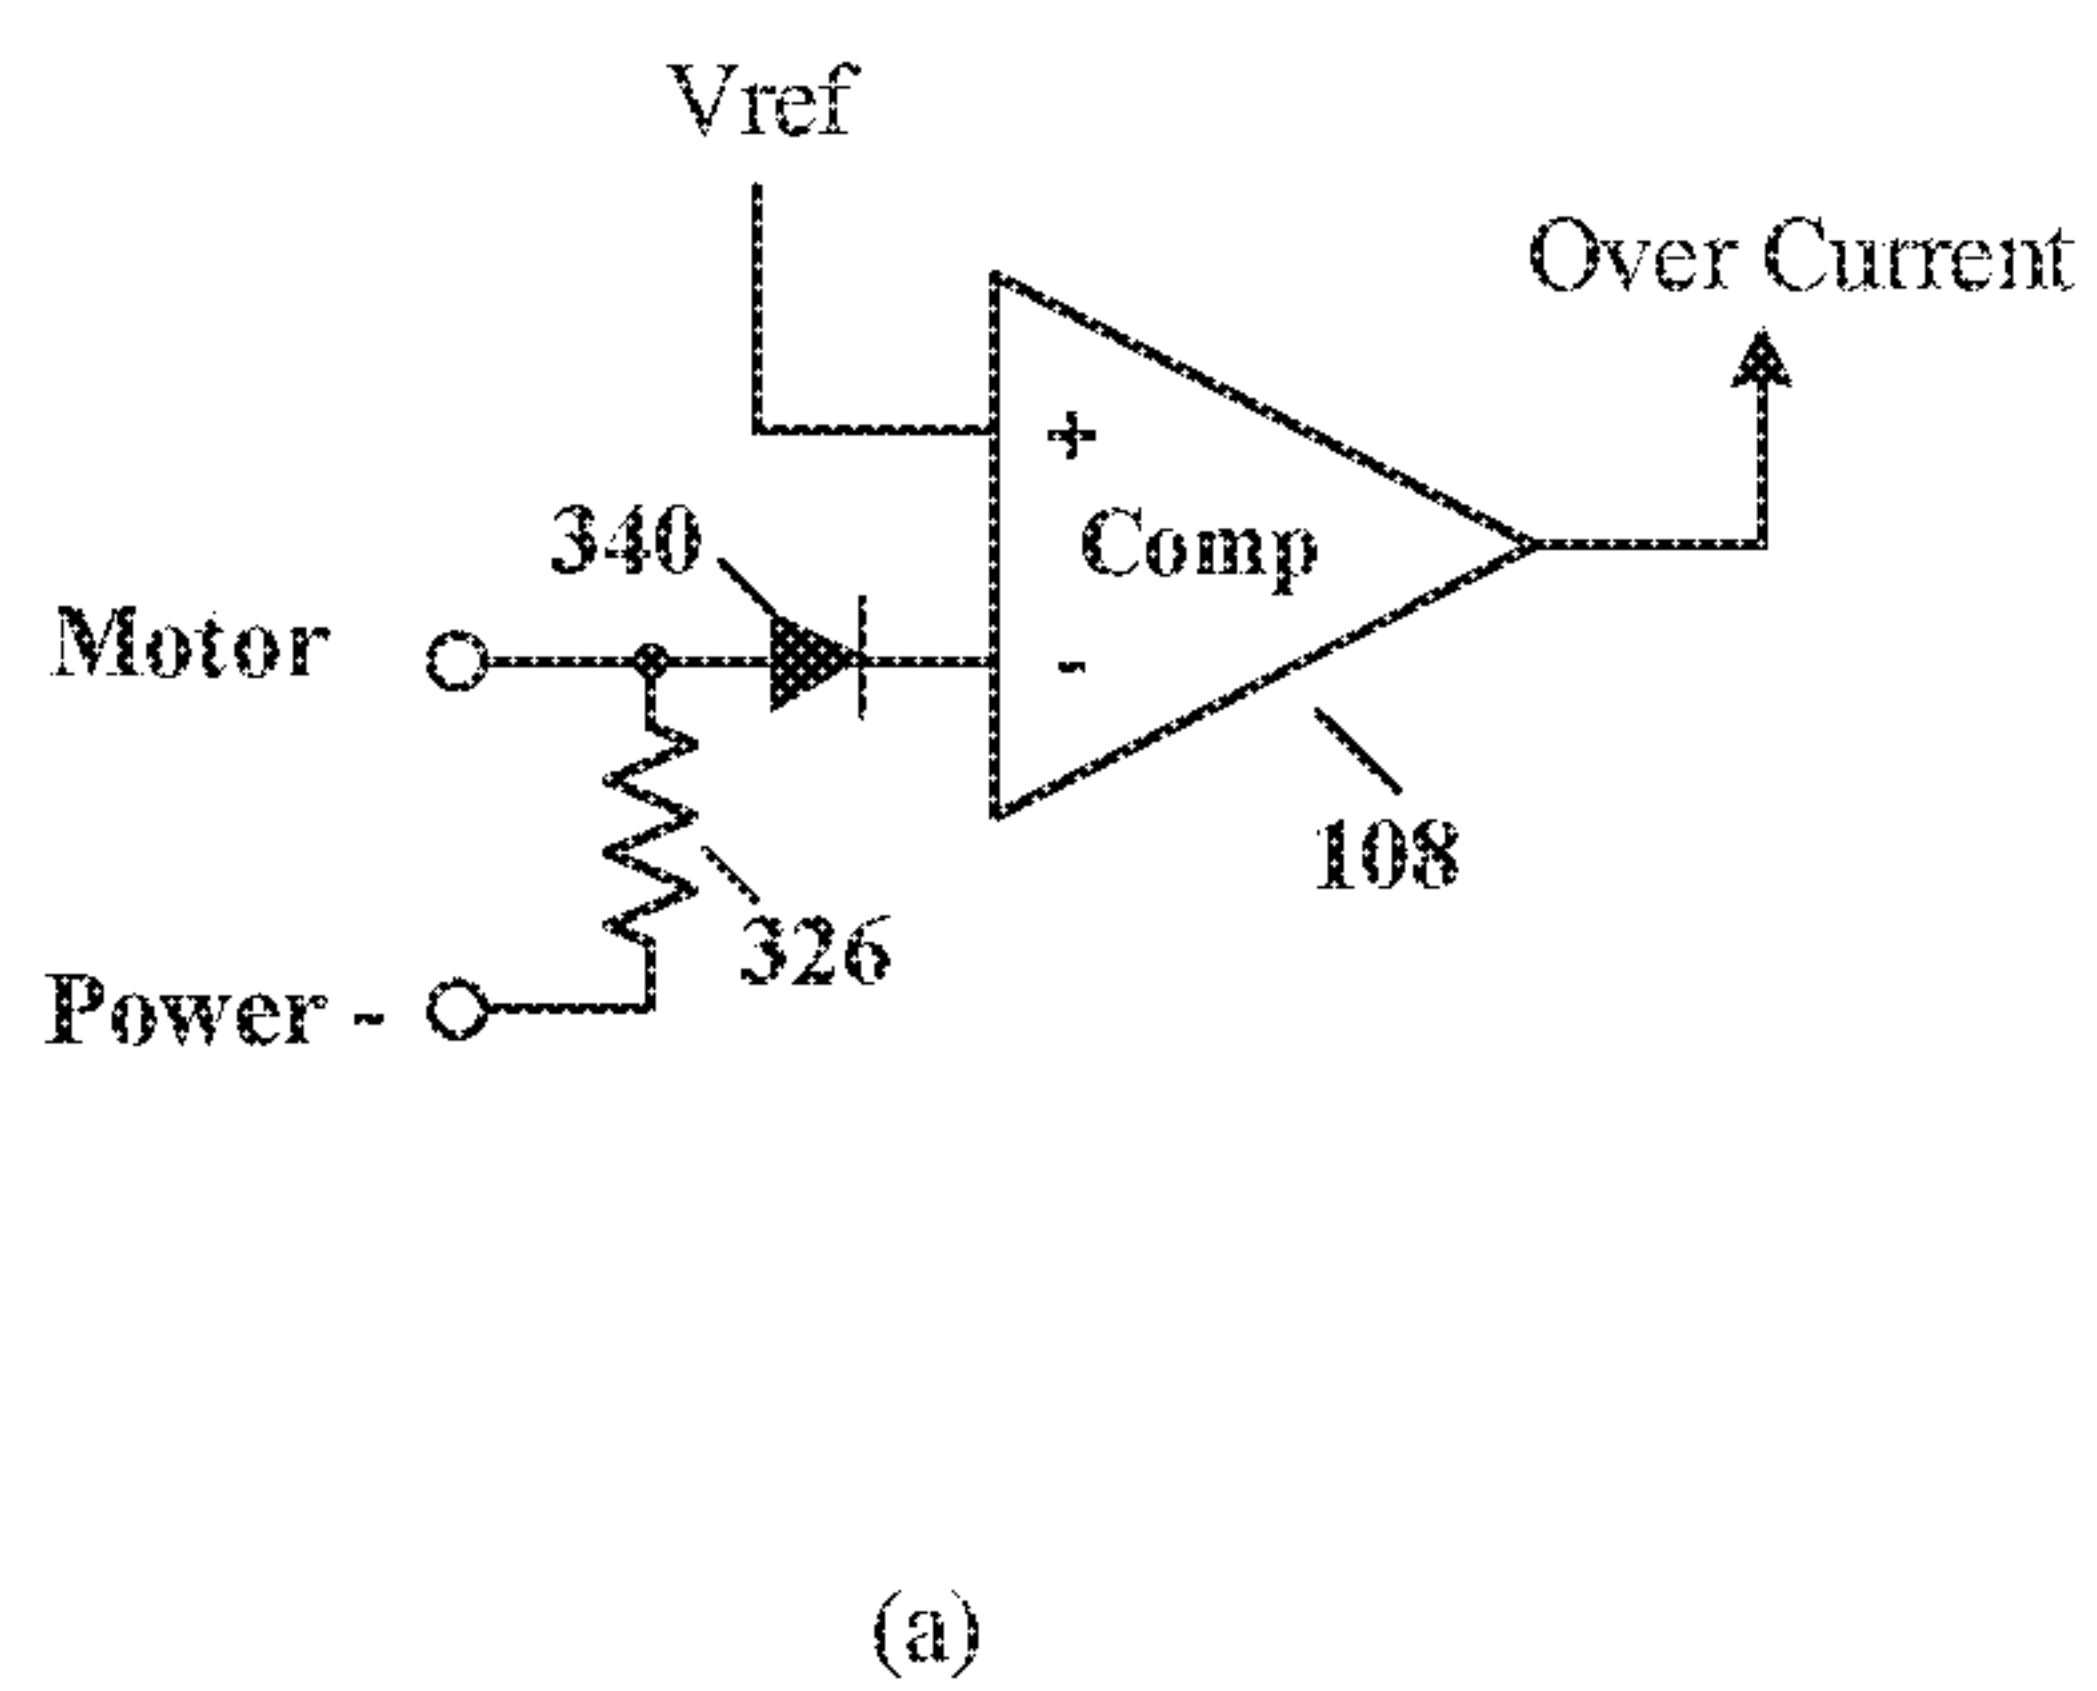 Vref
Over Current
+
340
Comp
Motor
-
108
326
Power -
(a)